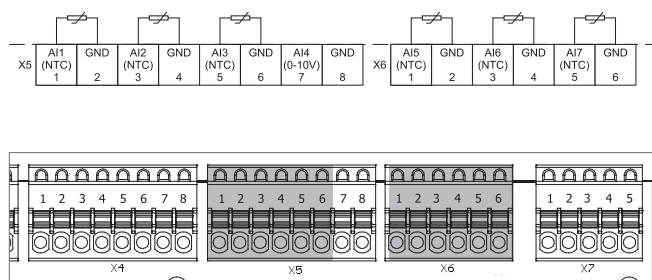 AI1 GND AI2 GND AI3 GND AI4 GND AI5 GND AI6 GND AI7 GND
X5 (NTC) (NTC) (NTC) (0-10V) X6 (NTC) (NTC) (NTC)
1 2 3 4 5 6 7 8 1 2 3 4 5 6
1 2 3 4 5 6 7 8 1 2 3 4 5 6 7 8 1 2 3 4 5 6 1 2 3 4 5
X4 X5 X6 X7